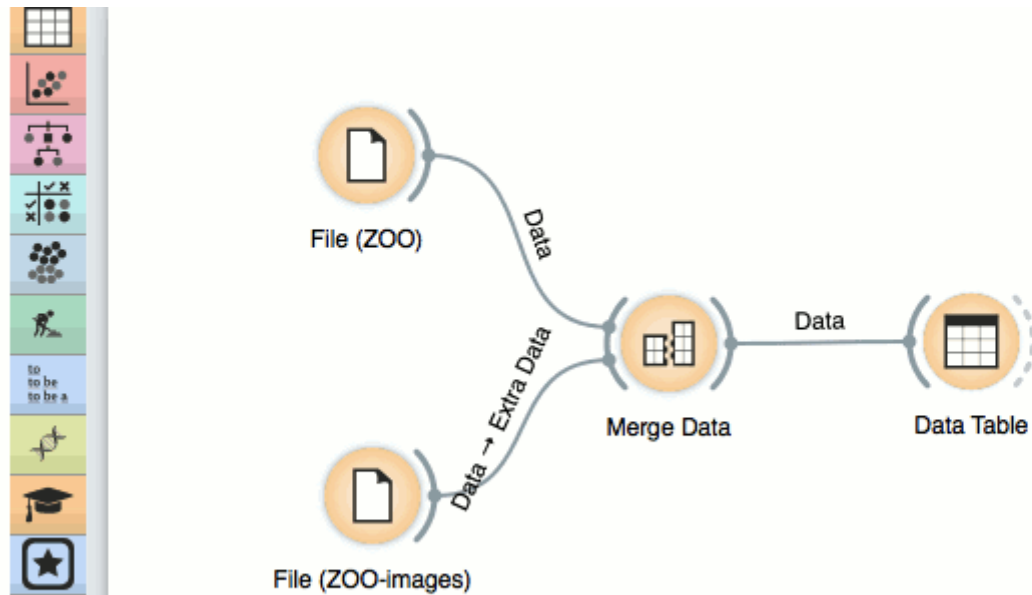 to
to be
to be a
File (ZOO)
Data
Data → Extra Data
File (ZOO-images)
Merge Data
Data
Data Table